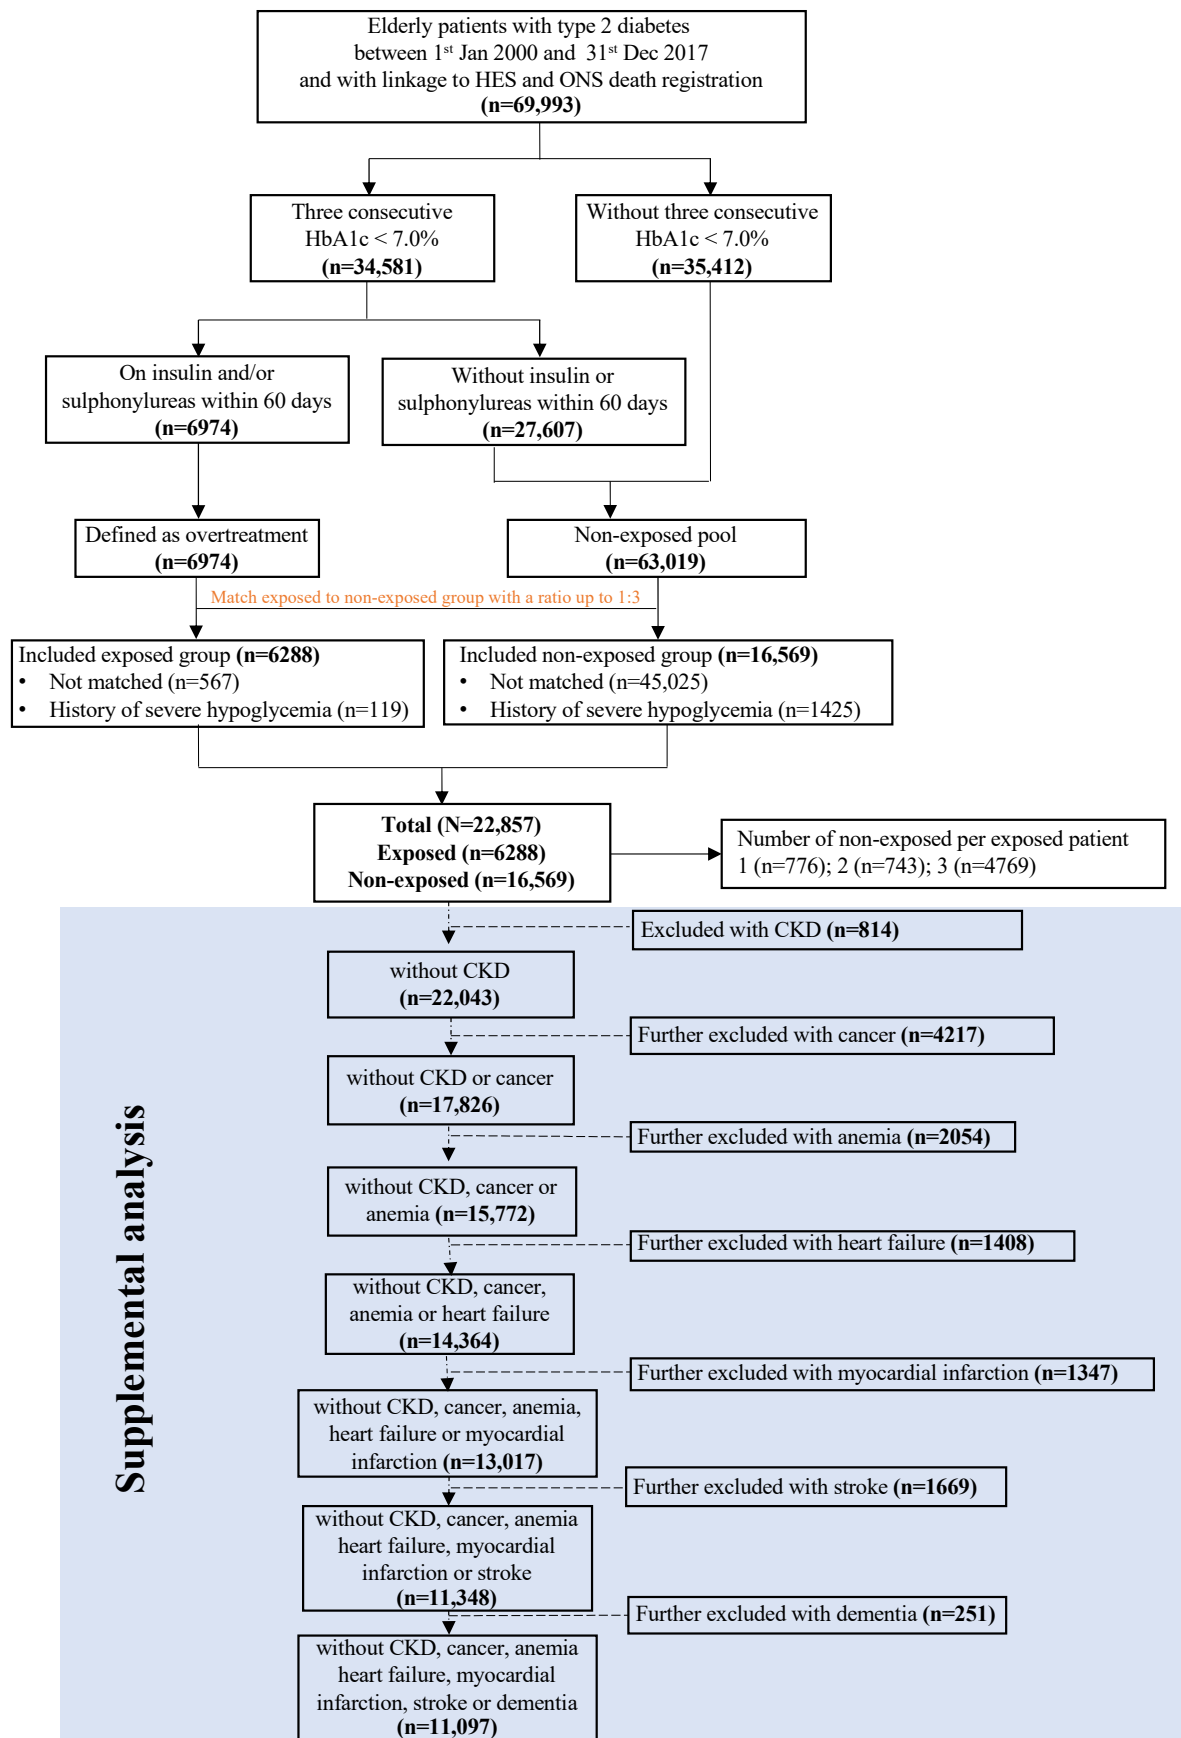 Elderly patients with type 2 diabetes
between 1st Jan 2000 and 31st Dec 2017
and with linkage to HES and ONS death registration
(n=69,993)
Three consecutive
HbA1c < 7.0%
(n=34,581)
Without three consecutive
HbA1c < 7.0%
(n=35,412)
On insulin and/or
sulphonylureas within 60 days
(n=6974)
Without insulin or
sulphonylureas within 60 days
(n=27,607)
Defined as overtreatment
(n=6974)
Non-exposed pool
(n=63,019)
Match exposed to non-exposed group with a ratio up to 1:3
Included exposed group (n=6288)
• Not matched (n=567)
• History of severe hypoglycemia (n=119)
Included non-exposed group (n=16,569)
• Not matched (n=45,025)
• History of severe hypoglycemia (n=1425)
Total (N=22,857)
Exposed (n=6288)
Non-exposed (n=16,569)
Number of non-exposed per exposed patient
1 (n=776); 2 (n=743); 3 (n=4769)
Supplemental analysis
Excluded with CKD (n=814)
without CKD
(n=22,043)
Further excluded with cancer (n=4217)
without CKD or cancer
(n=17,826)
Further excluded with anemia (n=2054)
without CKD, cancer or
anemia (n=15,772)
Further excluded with heart failure (n=1408)
without CKD, cancer,
anemia or heart failure
(n=14,364)
Further excluded with myocardial infarction (n=1347)
without CKD, cancer, anemia,
heart failure or myocardial
infarction (n=13,017)
Further excluded with stroke (n=1669)
without CKD, cancer, anemia
heart failure, myocardial
infarction or stroke
(n=11,348)
Further excluded with dementia (n=251)
without CKD, cancer, anemia
heart failure, myocardial
infarction, stroke or dementia
(n=11,097)